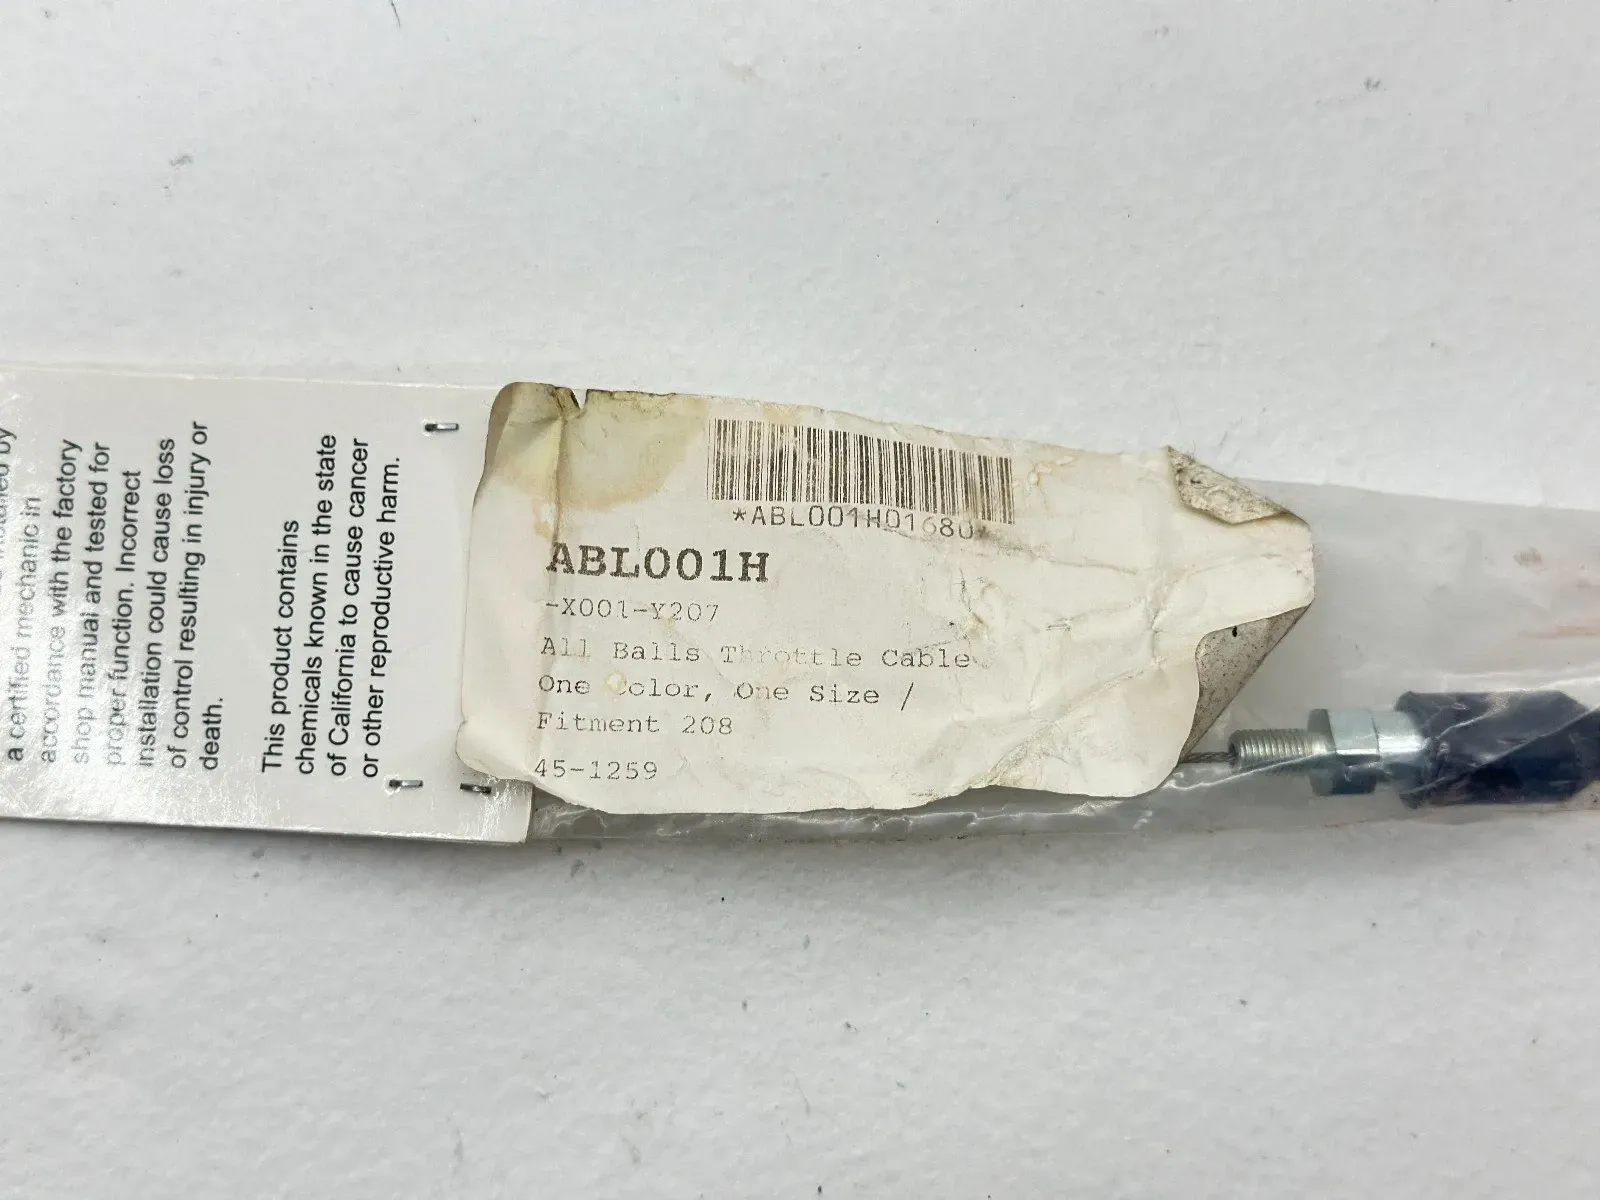 installed by
a certified mechanic in
accordance with the factory
shop manual and tested for
proper function. Incorrect
installation could cause loss
of control resulting in injury or
death.
This product contains
chemicals known in the state
of California to cause cancer
or other reproductive harm.
*ABL001H01680*
ABL001H
-X001-Y207
All Balls Throttle Cable
One Color, One Size /
Fitment 208
45-1259